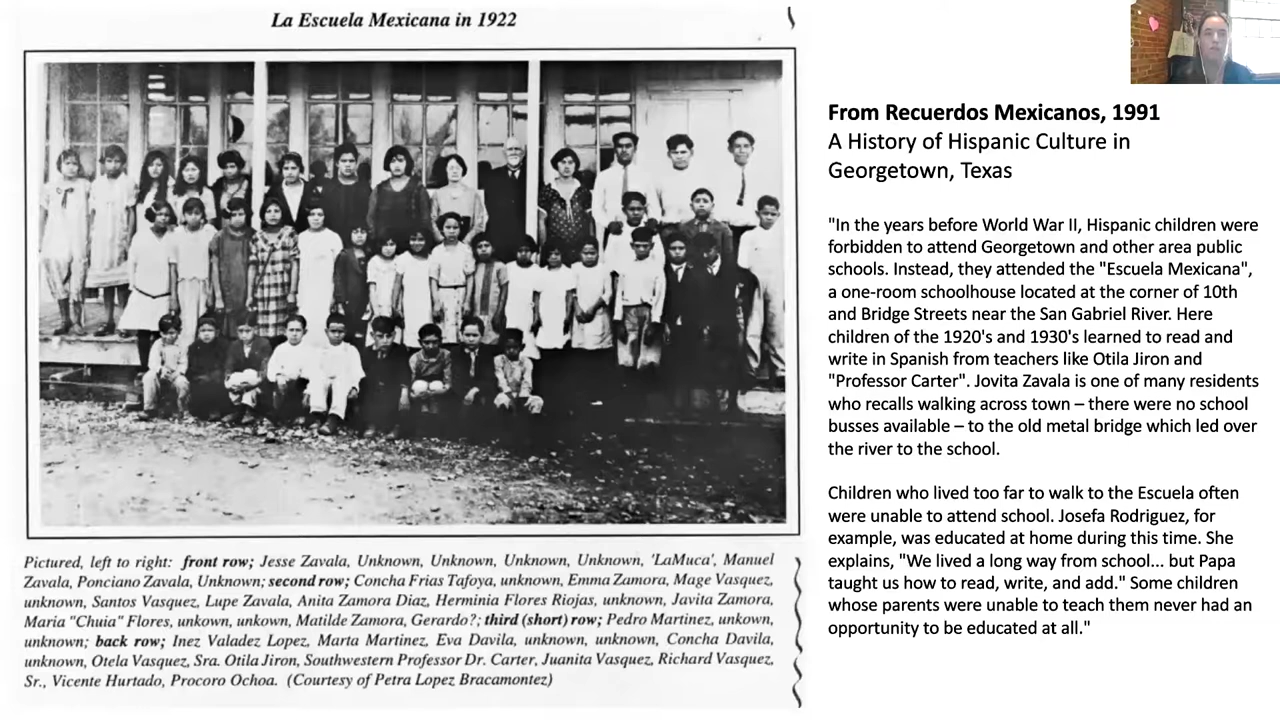 La Escuela Mexicana in 1922
Pictured, left to right: front row; Jesse Zavala, Unknown, Unknown, Unknown, Unknown, 'LaMuca', Manuel
Zavala, Ponciano Zavala, Unknown; second row; Concha Frias Tafoya, unknown, Emma Zamora, Mage Vasquez,
unknown, Santos Vasquez, Lupe Zavala, Anita Zamora Diaz, Herminia Flores Riojas, unknown, Javita Zamora,
Maria "Chuia" Flores, unkown, unkown, Matilde Zamora, Gerardo?; third (short) row; Pedro Martinez, unkown,
unknown; back row; Inez Valadez Lopez, Marta Martinez, Eva Davila, unknown, unknown, Concha Davila,
unknown, Otela Vasquez, Sra. Otila Jiron, Southwestern Professor Dr. Carter, Juanita Vasquez, Richard Vasquez,
Sr., Vicente Hurtado, Procoro Ochoa. (Courtesy of Petra Lopez Bracamontez)
From Recuerdos Mexicanos, 1991
A History of Hispanic Culture in
Georgetown, Texas
"In the years before World War II, Hispanic children were
forbidden to attend Georgetown and other area public
schools. Instead, they attended the "Escuela Mexicana",
a one-room schoolhouse located at the corner of 10th
and Bridge Streets near the San Gabriel River. Here
children of the 1920's and 1930's learned to read and
write in Spanish from teachers like Otila Jiron and
"Professor Carter". Jovita Zavala is one of many residents
who recalls walking across town – there were no school
busses available – to the old metal bridge which led over
the river to the school.
Children who lived too far to walk to the Escuela often
were unable to attend school. Josefa Rodriguez, for
example, was educated at home during this time. She
explains, "We lived a long way from school... but Papa
taught us how to read, write, and add." Some children
whose parents were unable to teach them never had an
opportunity to be educated at all."